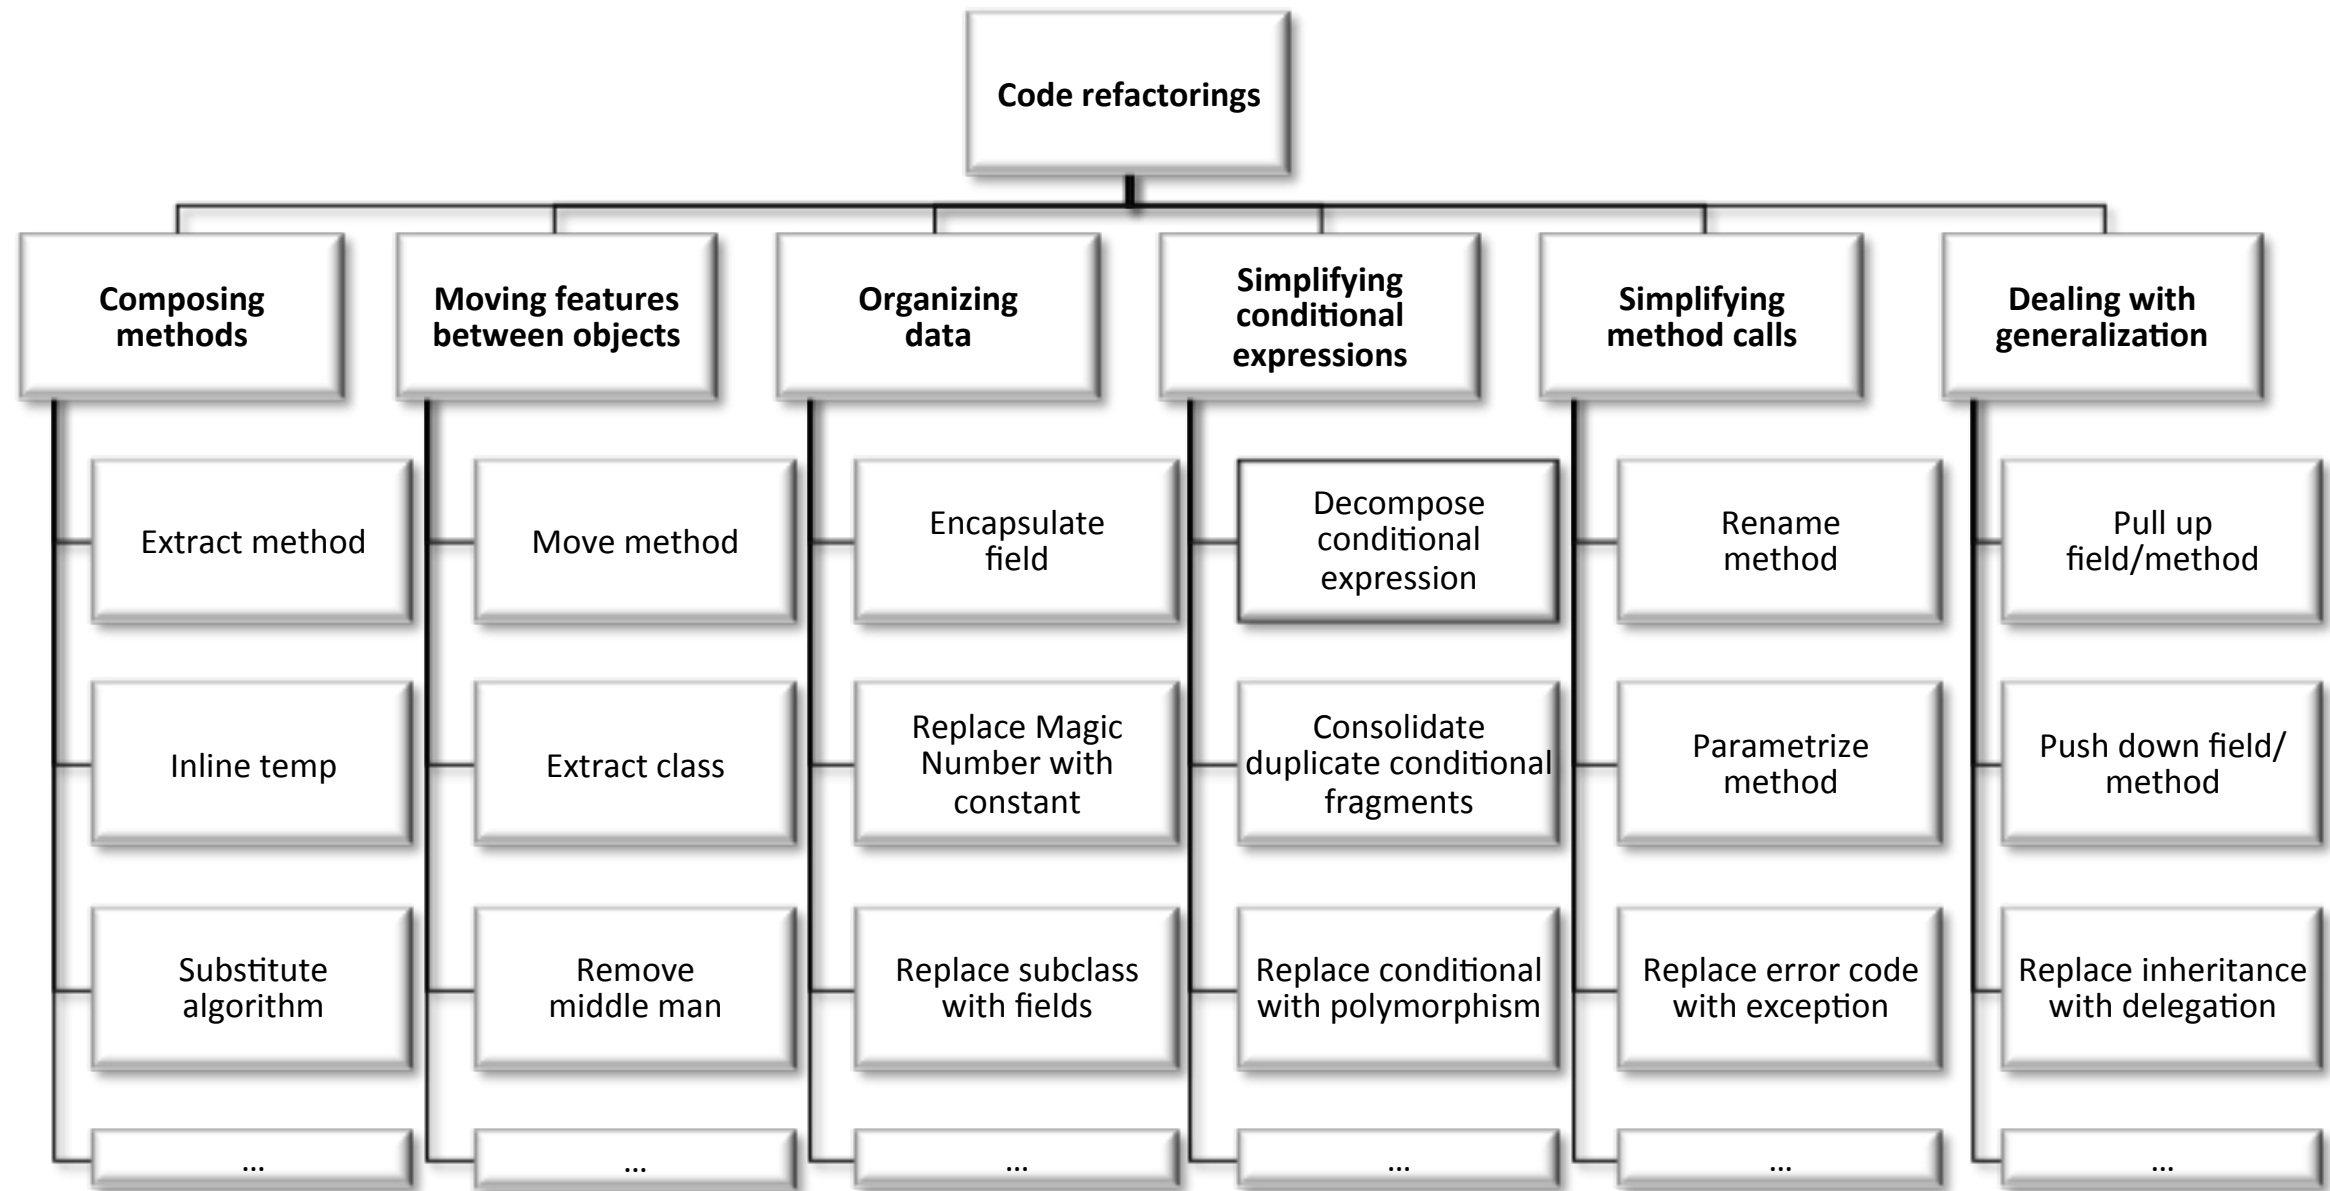 Code refactorings
Composing
methods
Moving features
between objects
Organizing
data
Simplifying
conditional
expressions
Simplifying
method calls
Dealing with
generalization
Extract method
Move method
Encapsulate
field
Decompose
conditional
expression
Rename
method
Pull up
field/method
Inline temp
Extract class
Replace Magic
Number with
constant
Consolidate
duplicate conditional
fragments
Parametrize
method
Push down field/
method
Substitute
algorithm
Remove
middle man
Replace subclass
with fields
Replace conditional
with polymorphism
Replace error code
with exception
Replace inheritance
with delegation
...
...
...
...
...
...